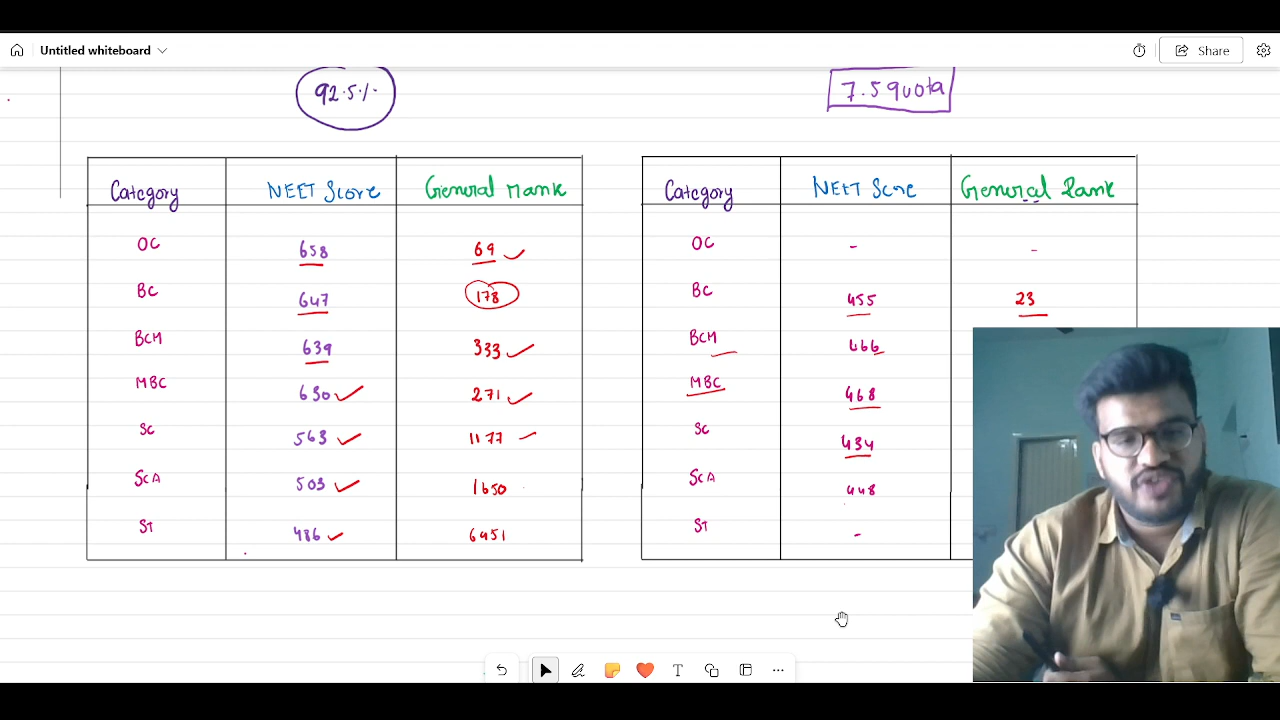 Untitled whiteboard
Share
92.5%
7.5 quota
Category NEET Score General Rank
OC 658 69
BC 647 178
BCM 639 333
MBC 630 271
SC 563 1177
SCA 503 1650
ST 486 6451
Category NEET Score General Rank
OC - -
BC 455 23
BCM 466
MBC 468
SC 434
SCA 448
ST -
T